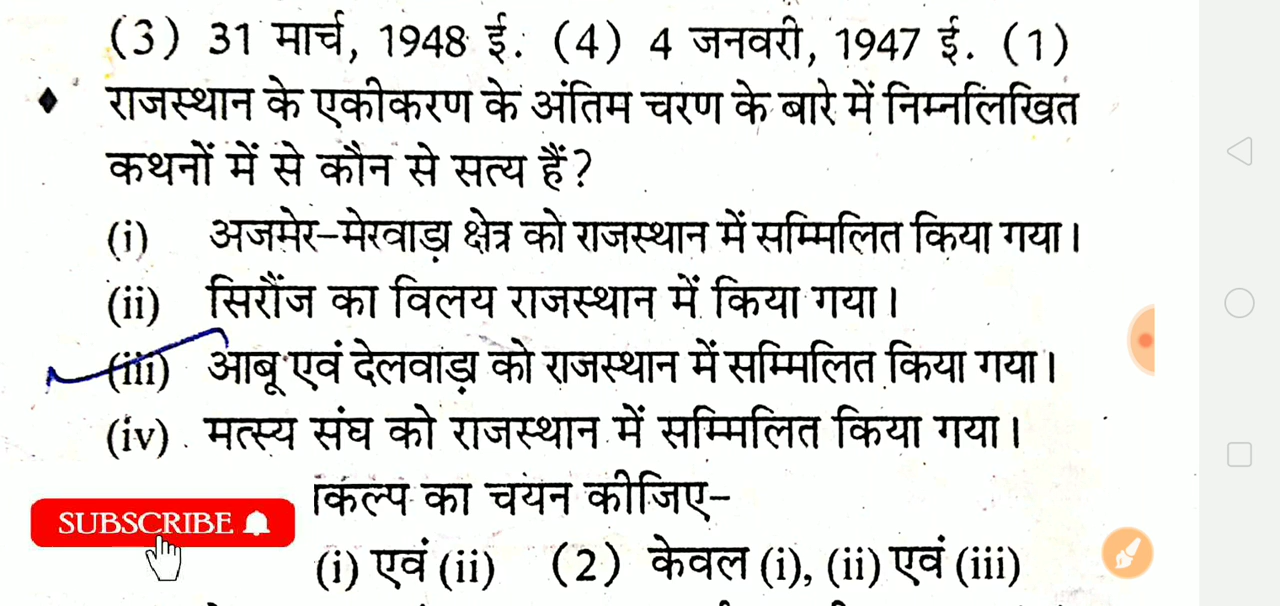 (3) 31 मार्च, 1948 ई. (4) 4 जनवरी, 1947 ई. (1)
♦ राजस्थान के एकीकरण के अंतिम चरण के बारे में निम्नलिखित
कथनों में से कौन से सत्य हैं?
(i) अजमेर-मेरवाड़ा क्षेत्र को राजस्थान में सम्मिलित किया गया।
(ii) सिरौंज का विलय राजस्थान में किया गया।
(iii) आबू एवं देलवाड़ा को राजस्थान में सम्मिलित किया गया।
(iv) मत्स्य संघ को राजस्थान में सम्मिलित किया गया।
का चयन कीजिए-
SUBSCRIBE
(i) एवं (ii) (2) केवल (i), (ii) एवं (iii)